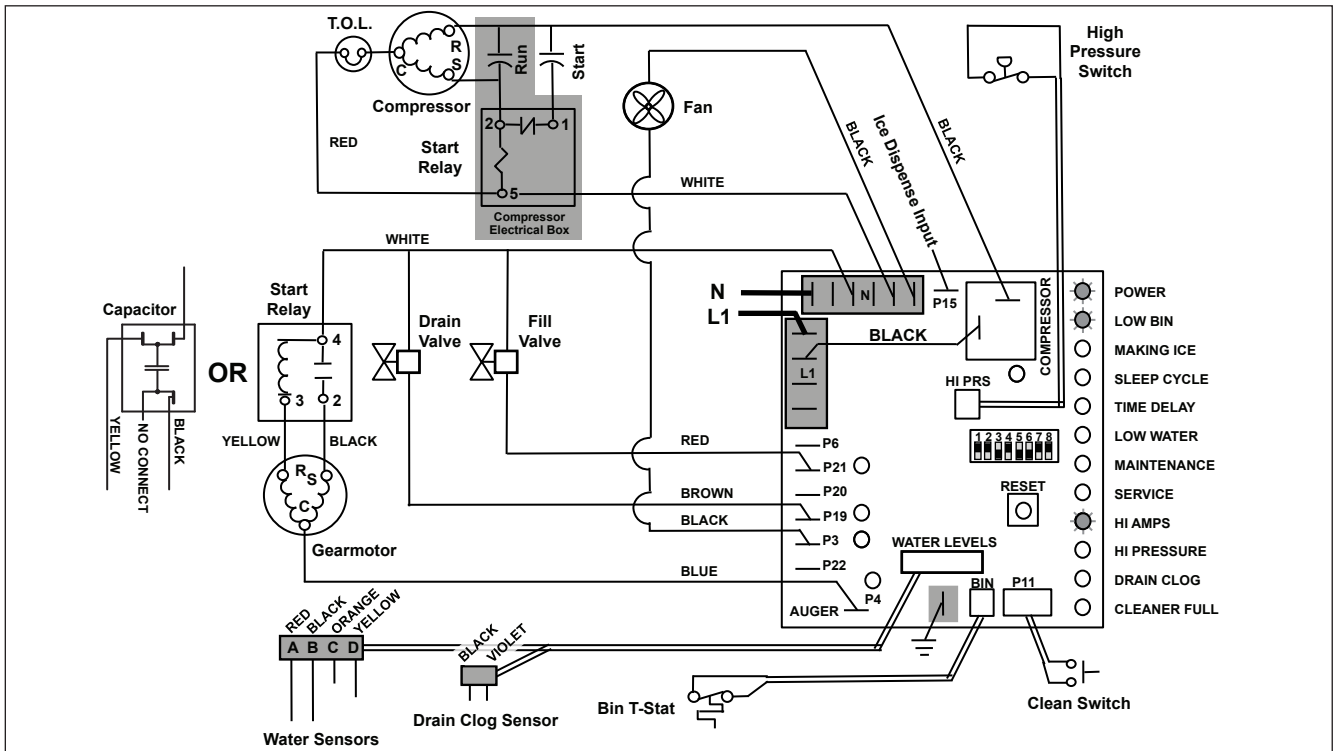 T.O.L.
R
S
C
Compressor
Run
Start
2
1
5
Start
Relay
Compressor
Electrical Box
RED
WHITE
Fan
BLACK
Ice Dispense Input
BLACK
High
Pressure
Switch
WHITE
Capacitor
YELLOW
NO CONNECT
BLACK
OR
Start
Relay
4
3
2
YELLOW
BLACK
R
S
C
Gearmotor
Drain
Valve
Fill
Valve
RED
BROWN
BLACK
BLUE
N
L1
N
P15
L1
BLACK
COMPRESSOR
HI PRS
1 2 3 4 5 6 7 8
RESET
P6
P21
P20
P19
P3
P22
P4
AUGER
WATER LEVELS
BIN
P11
POWER
LOW BIN
MAKING ICE
SLEEP CYCLE
TIME DELAY
LOW WATER
MAINTENANCE
SERVICE
HI AMPS
HI PRESSURE
DRAIN CLOG
CLEANER FULL
RED
BLACK
ORANGE
YELLOW
A B C D
Water Sensors
BLACK
VIOLET
Drain Clog Sensor
Bin T-Stat
Clean Switch